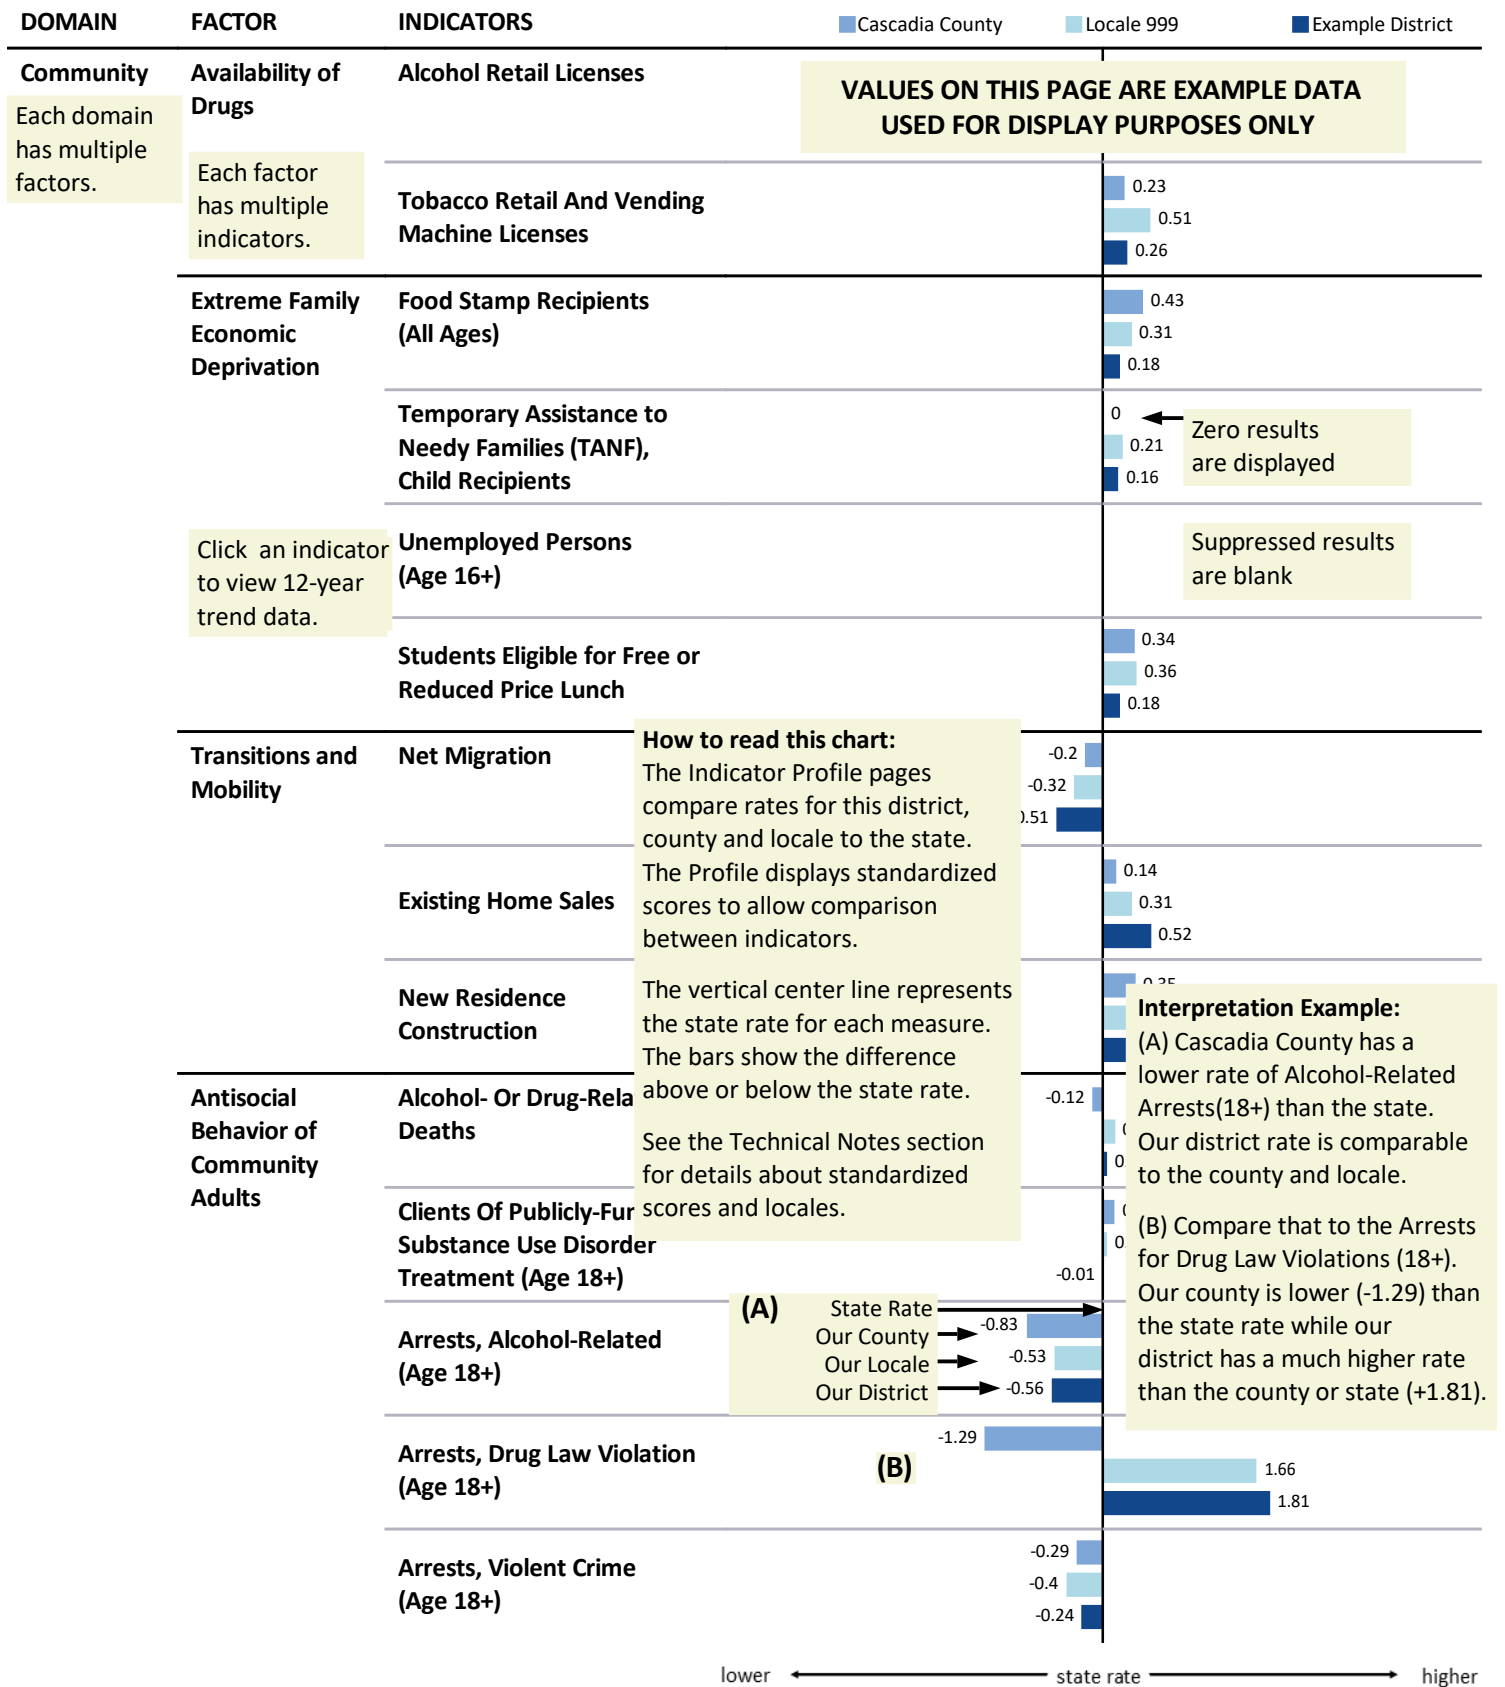 DOMAIN FACTOR INDICATORS Cascadia County Locale 999 Example District
Community
Each domain
has multiple
factors.
Availability of
Drugs
Each factor
has multiple
indicators.
Alcohol Retail Licenses
VALUES ON THIS PAGE ARE EXAMPLE DATA
USED FOR DISPLAY PURPOSES ONLY
Tobacco Retail And Vending
Machine Licenses
0.23
0.51
0.26
Extreme Family
Economic
Deprivation
Food Stamp Recipients
(All Ages)
0.43
0.31
0.18
Temporary Assistance to
Needy Families (TANF),
Child Recipients
0
0.21
0.16
Zero results
are displayed
Click an indicator
to view 12-year
trend data.
Unemployed Persons
(Age 16+)
Suppressed results
are blank
Students Eligible for Free or
Reduced Price Lunch
0.34
0.36
0.18
Transitions and
Mobility
Net Migration
-0.2
-0.32
0.51
How to read this chart:
The Indicator Profile pages
compare rates for this district,
county and locale to the state.
The Profile displays standardized
scores to allow comparison
between indicators.
The vertical center line represents
the state rate for each measure.
The bars show the difference
above or below the state rate.
See the Technical Notes section
for details about standardized
scores and locales.
Existing Home Sales
0.14
0.31
0.52
New Residence
Construction
0.35
Interpretation Example:
(A) Cascadia County has a
lower rate of Alcohol-Related
Arrests(18+) than the state.
Our district rate is comparable
to the county and locale.
(B) Compare that to the Arrests
for Drug Law Violations (18+).
Our county is lower (-1.29) than
the state rate while our
district has a much higher rate
than the county or state (+1.81).
Antisocial
Behavior of
Community
Adults
Alcohol- Or Drug-Rela
Deaths
-0.12
0
0.
Clients Of Publicly-Fur
Substance Use Disorder
Treatment (Age 18+)
0
0.
-0.01
Arrests, Alcohol-Related
(Age 18+)
(A) State Rate
Our County -0.83
Our Locale -0.53
Our District -0.56
Arrests, Drug Law Violation
(Age 18+)
(B)
-1.29
1.66
1.81
Arrests, Violent Crime
(Age 18+)
-0.29
-0.4
-0.24
lower state rate higher